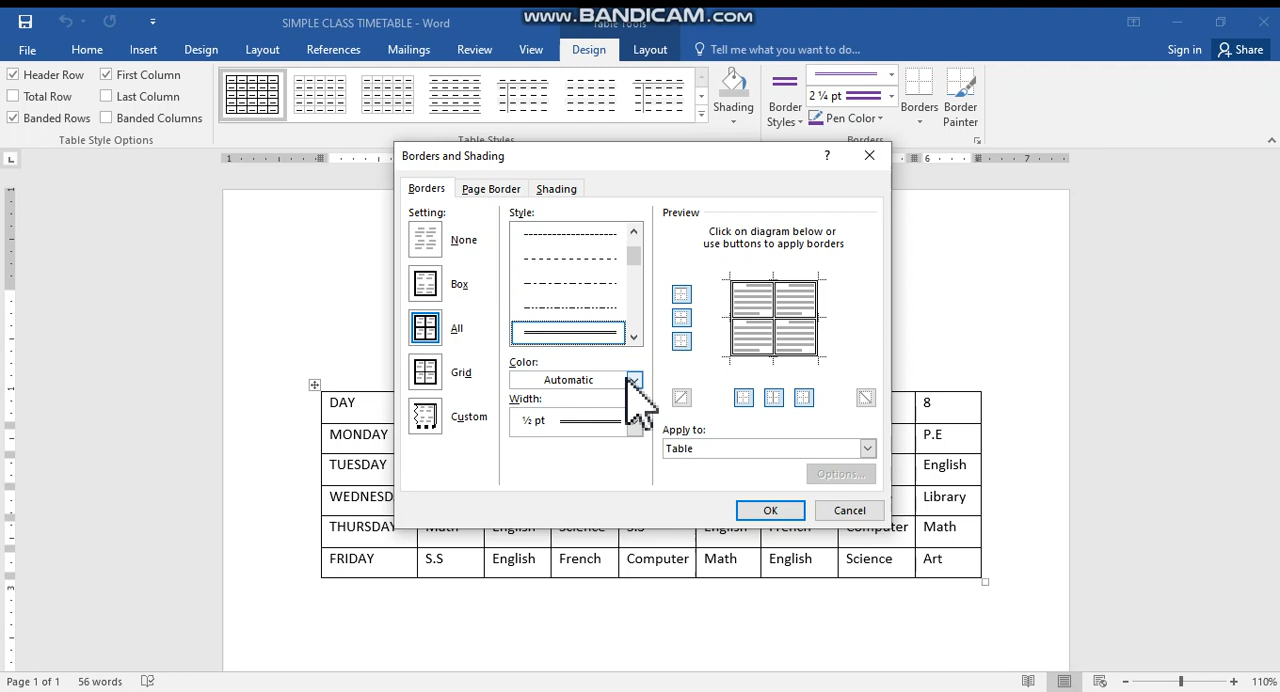 SIMPLE CLASS TIMETABLE - Word
www.BANDICAM.com
Table Tools
File Home Insert Design Layout References Mailings Review View Design Layout Tell me what you want to do... Sign in Share
Header Row First Column
Total Row Last Column
Banded Rows Banded Columns
Table Style Options
Table Styles
Shading
Border Styles
2 ¼ pt
Pen Color
Borders
Border Painter
Borders
1 6 7
Borders and Shading ? ×
Borders Page Border Shading
Setting:
None
Box
All
Grid
Custom
Style:
Color:
Automatic
Width:
½ pt
Preview
Click on diagram below or
use buttons to apply borders
Apply to:
Table
Options...
OK Cancel
DAY 8
MONDAY P.E
TUESDAY English
WEDNESD Library
THURSDAY Math English Science S.S English French Computer Math
FRIDAY S.S English French Computer Math English Science Art
Page 1 of 1 56 words 110%